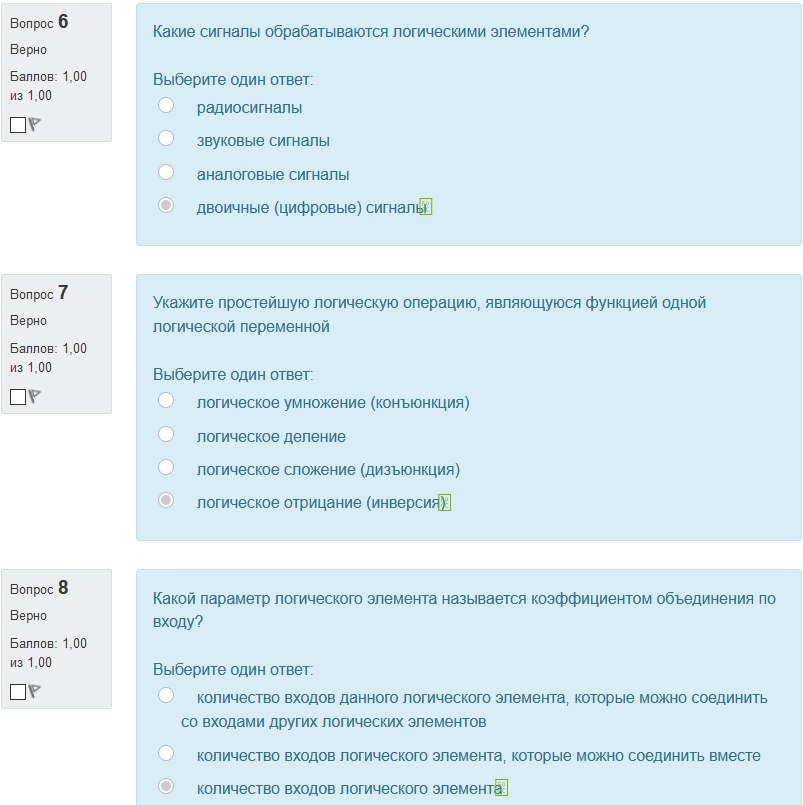 Вопрос 6
Верно
Баллов: 1,00
из 1,00
Какие сигналы обрабатываются логическими элементами?
Выберите один ответ:
радиосигналы
звуковые сигналы
аналоговые сигналы
двоичные (цифровые) сигналы
Вопрос 7
Верно
Баллов: 1,00
из 1,00
Укажите простейшую логическую операцию, являющуюся функцией одной
логической переменной
Выберите один ответ:
логическое умножение (конъюнкция)
логическое деление
логическое сложение (дизъюнкция)
логическое отрицание (инверсия)
Вопрос 8
Верно
Баллов: 1,00
из 1,00
Какой параметр логического элемента называется коэффициентом объединения по
входу?
Выберите один ответ:
количество входов данного логического элемента, которые можно соединить
со входами других логических элементов
количество входов логического элемента, которые можно соединить вместе
количество входов логического элемента